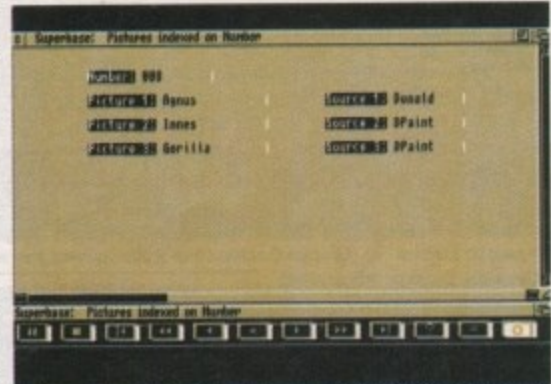 Superbase: Pictures indexed on Number
Number:
Picture 1: Agnus Source 1: Donald
Picture 2: Innes Source 2: DPaint
Picture 3: Gorilla Source 3: DPaint
Superbase: Pictures indexed on Number